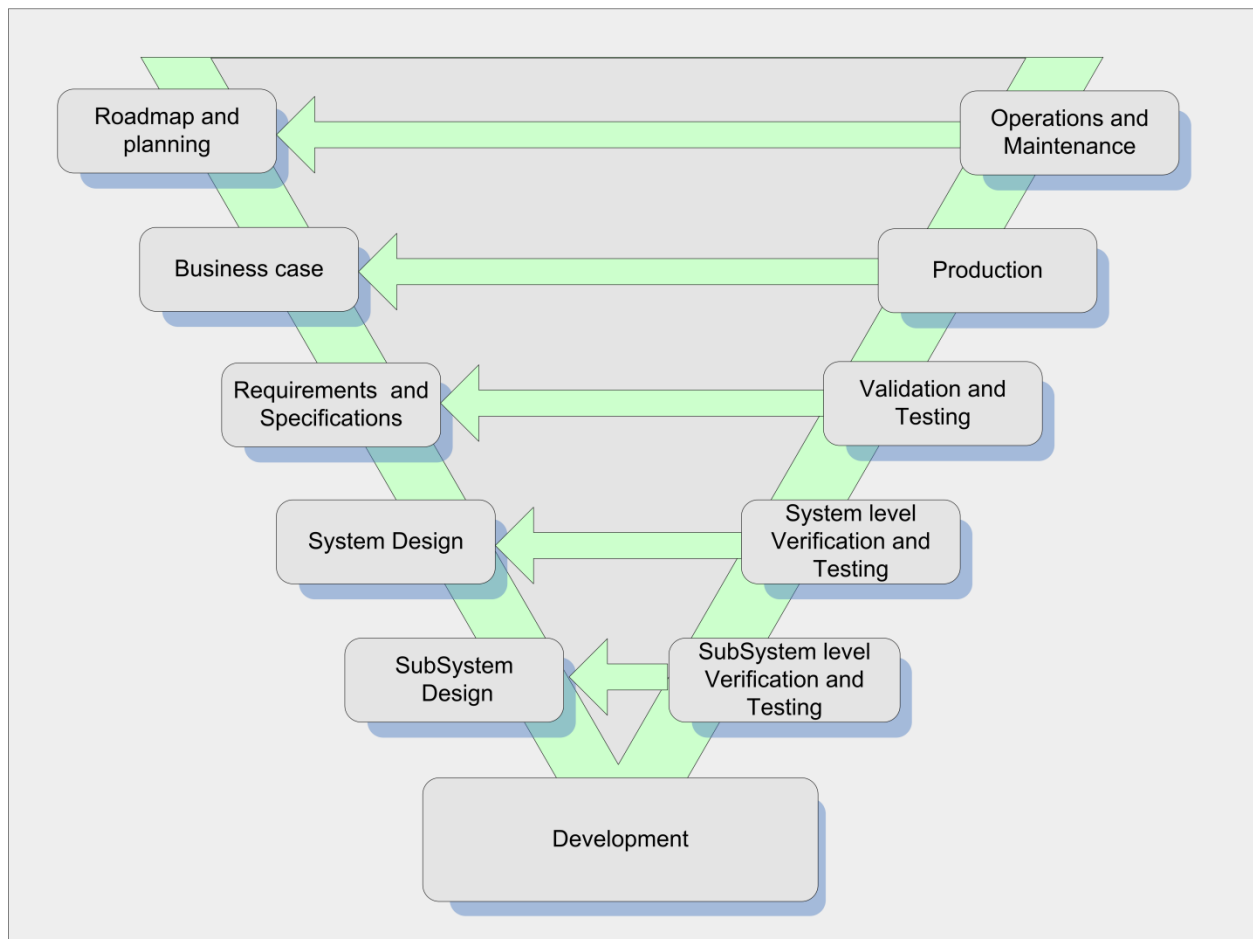 Roadmap and
planning
Operations and
Maintenance
Business case
Production
Requirements  and
Specifications
Validation and
Testing
System Design
System level
Verification and
Testing
SubSystem
Design
SubSystem level
Verification and
Testing
Development